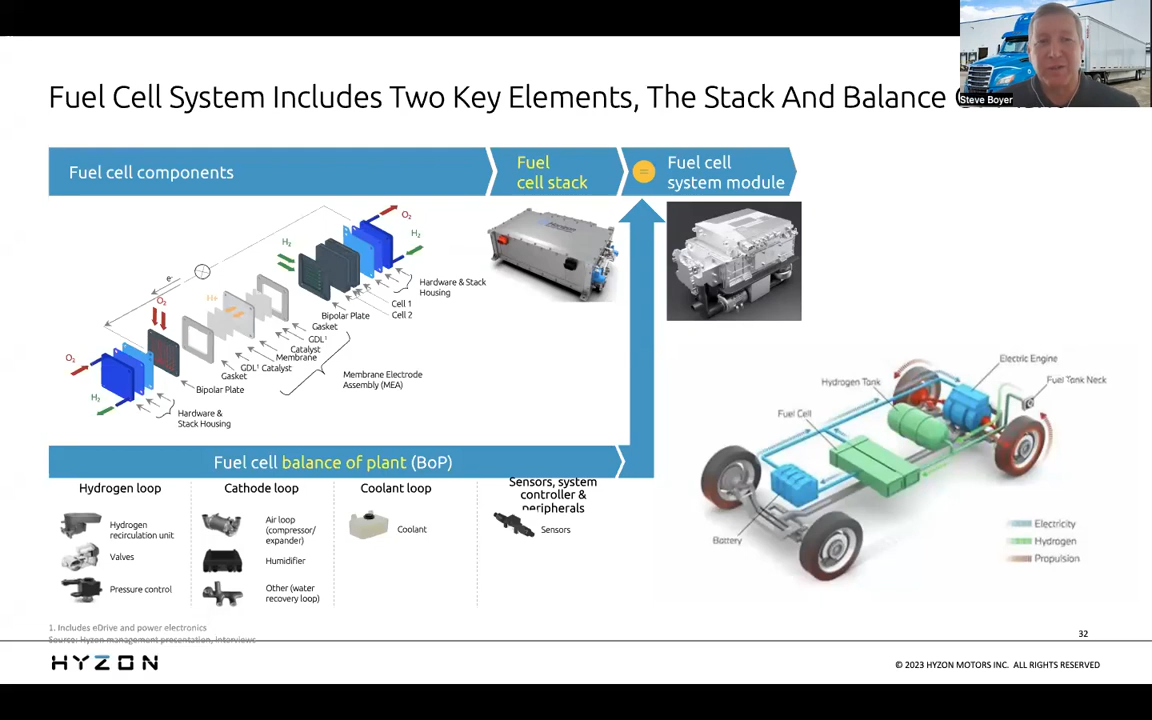 Fuel Cell System Includes Two Key Elements, The Stack And Balance
Steve Boyer
Fuel cell components
Fuel
cell stack
=
Fuel cell
system module
O₂
H₂
H₂
Hardware & Stack
Housing
Cell 1
Cell 2
Bipolar Plate
Gasket
GDL¹
Catalyst
Membrane
GDL¹ Catalyst
Gasket
Bipolar Plate
e-
O₂
H+
O₂
H₂
Membrane Electrode
Assembly (MEA)
Hardware &
Stack Housing
Electric Engine
Hydrogen Tank
Fuel Tank Neck
Fuel Cell
Battery
Electricity
Hydrogen
Propulsion
Fuel cell balance of plant (BoP)
Hydrogen loop
Hydrogen
recirculation unit
Valves
Pressure control
Cathode loop
Air loop
(compressor/
expander)
Humidifier
Other (water
recovery loop)
Coolant loop
Coolant
Sensors, system
controller &
peripherals
Sensors
1. Includes eDrive and power electronics
Source: Hyzon management presentation, interviews
32
HYZON
© 2023 HYZON MOTORS INC. ALL RIGHTS RESERVED